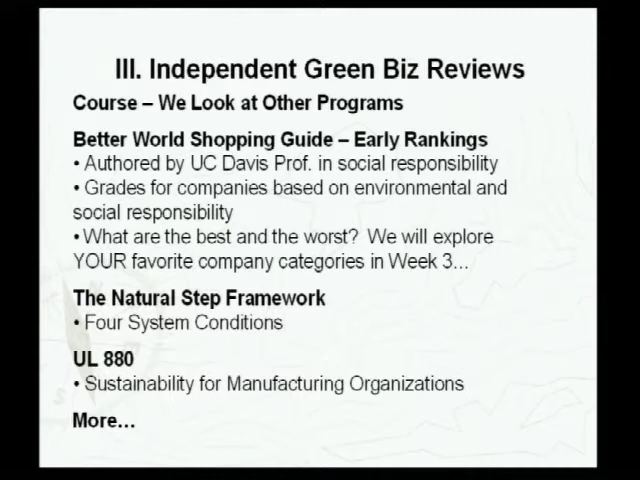 III. Independent Green Biz Reviews
Course – We Look at Other Programs
Better World Shopping Guide – Early Rankings
• Authored by UC Davis Prof. in social responsibility
• Grades for companies based on environmental and
social responsibility
• What are the best and the worst?  We will explore
YOUR favorite company categories in Week 3...
The Natural Step Framework
• Four System Conditions
UL 880
• Sustainability for Manufacturing Organizations
More...